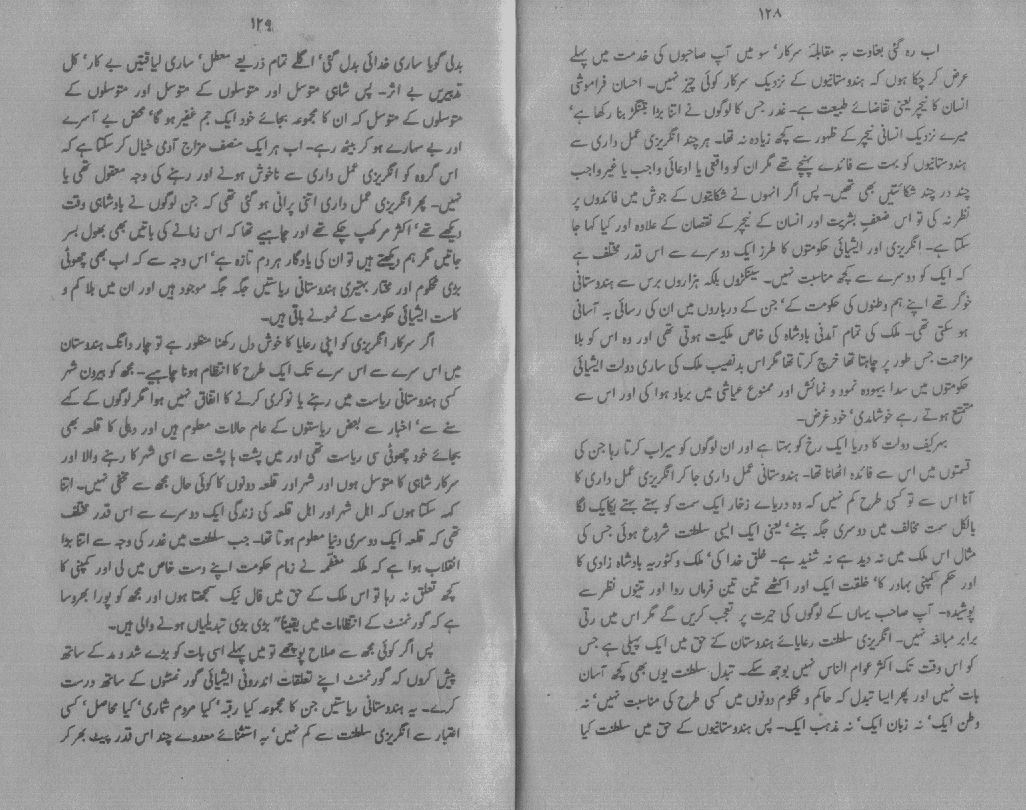 ۱۲۸
اب رہ گئی بغاوت بہ مقابلۂ سرکار' سو میں آپ صاحبوں کی خدمت میں پہلے
عرض کر چکا ہوں کہ ہندوستانیوں کے نزدیک سرکار کوئی چیز نہیں۔ احسان فراموشی
انسان کا نیچر یعنی تقاضائے طبیعت ہے۔ غدر جس کا لوگوں نے اتنا بڑا بتنگڑ بنا رکھا ہے'
میرے نزدیک انسانی نیچر کے ظہور سے کچھ زیادہ نہ تھا۔ ہر چند انگریزی عمل داری سے
ہندوستانیوں کو بہت سے فائدے پہنچے تھے مگر ان کو واقعی یا ادعائی واجب یا غیر واجب
چند در چند شکائتیں بھی تھیں۔ پس اگر انہوں نے شکایتوں کے جوش میں فائدوں پر
نظر نہ کی تو اس ضعفِ بشریت اور انسان کے نیچر کے نقصان کے علاوہ اور کیا کہا جا
سکتا ہے۔ انگریزی اور ایشیائی حکومتوں کا طرز ایک دوسرے سے اس قدر مختلف ہے
کہ ایک کو دوسرے سے کچھ مناسبت نہیں۔ سینکڑوں بلکہ ہزاروں برس سے ہندوستانی
خوگر تھے اپنے ہم وطنوں کی حکومت کے' جن کے درباروں میں ان کی رسائی بہ آسانی
ہو سکتی تھی۔ ملک کی تمام آمدنی بادشاہ کی خاص ملکیت ہوتی تھی اور وہ اس کو بلا
مزاحمت جس طور پر چاہتا تھا خرچ کرتا تھا مگر اس بدنصیب ملک کی ساری دولت ایشیائی
حکومتوں میں سدا بیہودہ نمود و نمائش اور ممنوع عیاشی میں برباد ہوا کی اور اس سے
متمتع ہوتے رہے خوشامدی' خود غرض۔
بہرکیف دولت کا دریا ایک رخ کو بہتا ہے اور ان لوگوں کو سیراب کرتا رہا جن کی
قسمتوں میں اس سے فائدہ اٹھانا تھا۔ ہندوستانی عمل داری جا کر انگریزی عمل داری کا
آنا اس سے تو کسی طرح کم نہیں کہ وہ دریائے زخار ایک سمت کو بہتے بہتے یکایک لگا
بالکل سمت مخالف میں دوسری جگہ بہنے' یعنی ایک ایسی سلطنت شروع ہوئی جس کی
مثال اس ملک میں نہ دید ہے نہ شنید ہے۔ خلق خدا کی' ملک وکٹوریہ بادشاہ زادی کا
اور حکم کمپنی بہادر کا' خلقت ایک اور اکٹھے تین تین فرماں روا اور تینوں نظر سے
پوشیدہ۔ آپ صاحب یہاں کے لوگوں کی حیرت پر تعجب کریں گے مگر اس میں رتی
برابر مبالغہ نہیں۔ انگریزی سلطنت رعایائے ہندوستان کے حق میں ایک پہیلی ہے جس
کو اس وقت تک اکثر عوام الناس نہیں بوجھ سکے۔ تبدل سلطنت یوں بھی کچھ آسان
بات نہیں اور پھر ایسا تبدل کہ حاکم و محکوم دونوں میں کسی طرح کی مناسبت نہیں' نہ
وطن ایک' نہ زبان ایک' نہ مذہب ایک۔ پس ہندوستانیوں کے حق میں سلطنت کیا
۱۲۹
بدلی گویا ساری خدائی بدل گئی' اگلے تمام ذریعے معطل' ساری لیاقتیں بے کار' کل
تدبیریں بے اثر۔ پس شاہی متوسل اور متوسلوں کے متوسل اور متوسلوں کے
متوسلوں کے متوسل کہ ان کا مجموعہ بجائے خود ایک جم غفیر ہو گا' محض بے آسرے
اور بے سہارے ہو کر بیٹھ رہے۔ اب ہر ایک منصف مزاج آدمی خیال کر سکتا ہے کہ
اس گروہ کو انگریزی عمل داری سے ناخوش ہونے اور رہنے کی وجہ معقول تھی یا
نہیں۔ پھر انگریزی عمل داری اتنی پرانی ہو گئی تھی کہ جن لوگوں نے بادشاہی وقت
دیکھے تھے' اکثر مر کھپ چکے تھے اور چاہیے تھا کہ اس زمانے کی باتیں بھی بھول بسر
جاتیں مگر ہم دیکھتے ہیں تو ان کی یادگار ہر دم تازہ ہے' اس وجہ سے کہ اب بھی چھوٹی
بڑی محکوم اور مختار بہتیری ہندوستانی ریاستیں جگہ جگہ موجود ہیں اور ان میں بلا کم و
کاست ایشیائی حکومت کے نمونے باقی ہیں۔
اگر سرکار انگریزی کو اپنی رعایا کا خوش دل رکھنا منظور ہے تو چار دانگ ہندوستان
میں اس سرے سے اس سرے تک ایک طرح کا انتظام ہونا چاہیے۔ مجھ کو بیرون شہر
کسی ہندوستانی ریاست میں رہنے یا نوکری کرنے کا اتفاق نہیں ہوا مگر لوگوں کے کہے
سنے سے' اخبار سے بعض ریاستوں کے عام حالات معلوم ہیں اور دہلی کا قلعہ بھی
بجائے خود چھوٹی سی ریاست تھی اور میں پشت ہا پشت سے اسی شہر کا رہنے والا اور
سرکار شاہی کا متوسل ہوں اور شہر اور قلعہ دونوں کا کوئی حال مجھ سے مخفی نہیں۔ اتنا
کہہ سکتا ہوں کہ اہل شہر اور اہل قلعہ کی زندگی ایک دوسرے سے اس قدر مختلف
تھی کہ قلعہ ایک دوسری دنیا معلوم ہوتا تھا۔ جب سلطنت میں غدر کی وجہ سے اتنا بڑا
انقلاب ہوا ہے کہ ملکہ معظمہ نے زمام حکومت اپنے دست خاص میں لی اور کمپنی کا
کچھ تعلق نہ رہا تو اس ملک کے حق میں فال نیک سمجھتا ہوں اور مجھ کو پورا بھروسا
ہے کہ گورنمنٹ کے انتظامات میں یقیناً" بڑی بڑی تبدیلیاں ہونے والی ہیں۔
پس اگر کوئی مجھ سے صلاح پوچھے تو میں پہلے اسی بات کو بڑے شد و مد کے ساتھ
پیش کروں کہ گورنمنٹ اپنے تعلقات اندرونی ایشیائی گورنمنٹوں کے ساتھ درست
کرے۔ یہ ہندوستانی ریاستیں جن کا مجموعہ کیا رقبہ' کیا مردم شماری' کیا محاصل' کسی
اعتبار سے انگریزی سلطنت سے کم نہیں' بہ استثنائے معدودے چند اس قدر پیٹ بھر کر